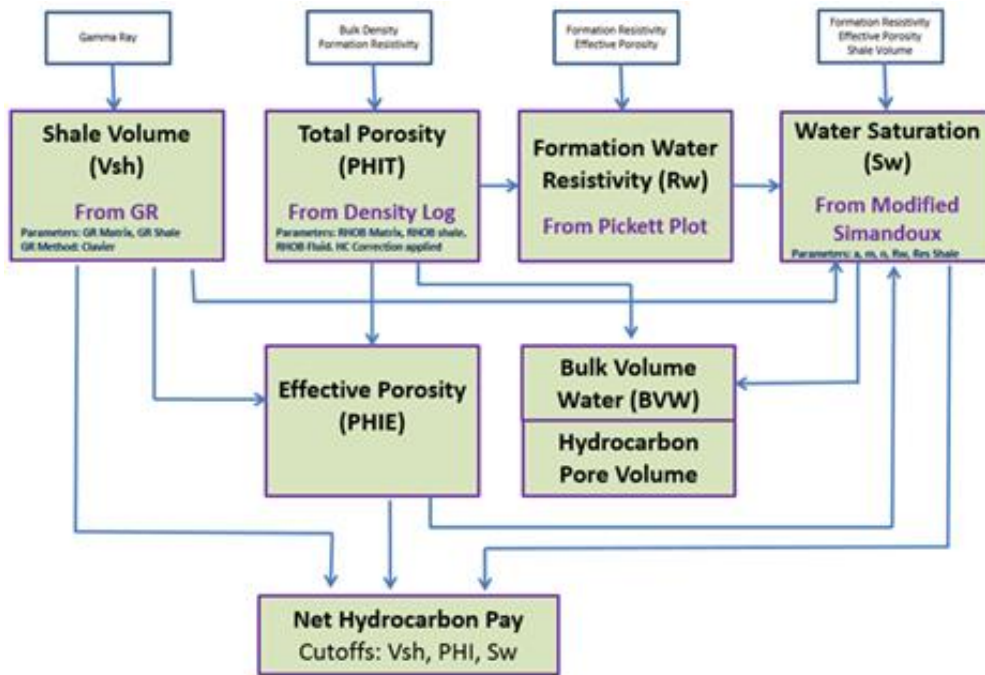 Gamma Ray
Bulk Density
Formation Resistivity
Formation Resistivity
Effective Porosity
Formation Resistivity
Effective Porosity
Shale Volume
Shale Volume
(Vsh)
From GR
Parameters: GR Matrix, GR Shale
GR Method: Clavier
Total Porosity
(PHIT)
From Density Log
Parameters: RHOB Matrix, RHOB shale,
RHOB Fluid. HC Correction applied
Formation Water
Resistivity (Rw)
From Pickett Plot
Water Saturation
(Sw)
From Modified
Simandoux
Parameters: a, m, n, Rw, Res Shale
Effective Porosity
(PHIE)
Bulk Volume
Water (BVW)
Hydrocarbon
Pore Volume
Net Hydrocarbon Pay
Cutoffs: Vsh, PHI, Sw